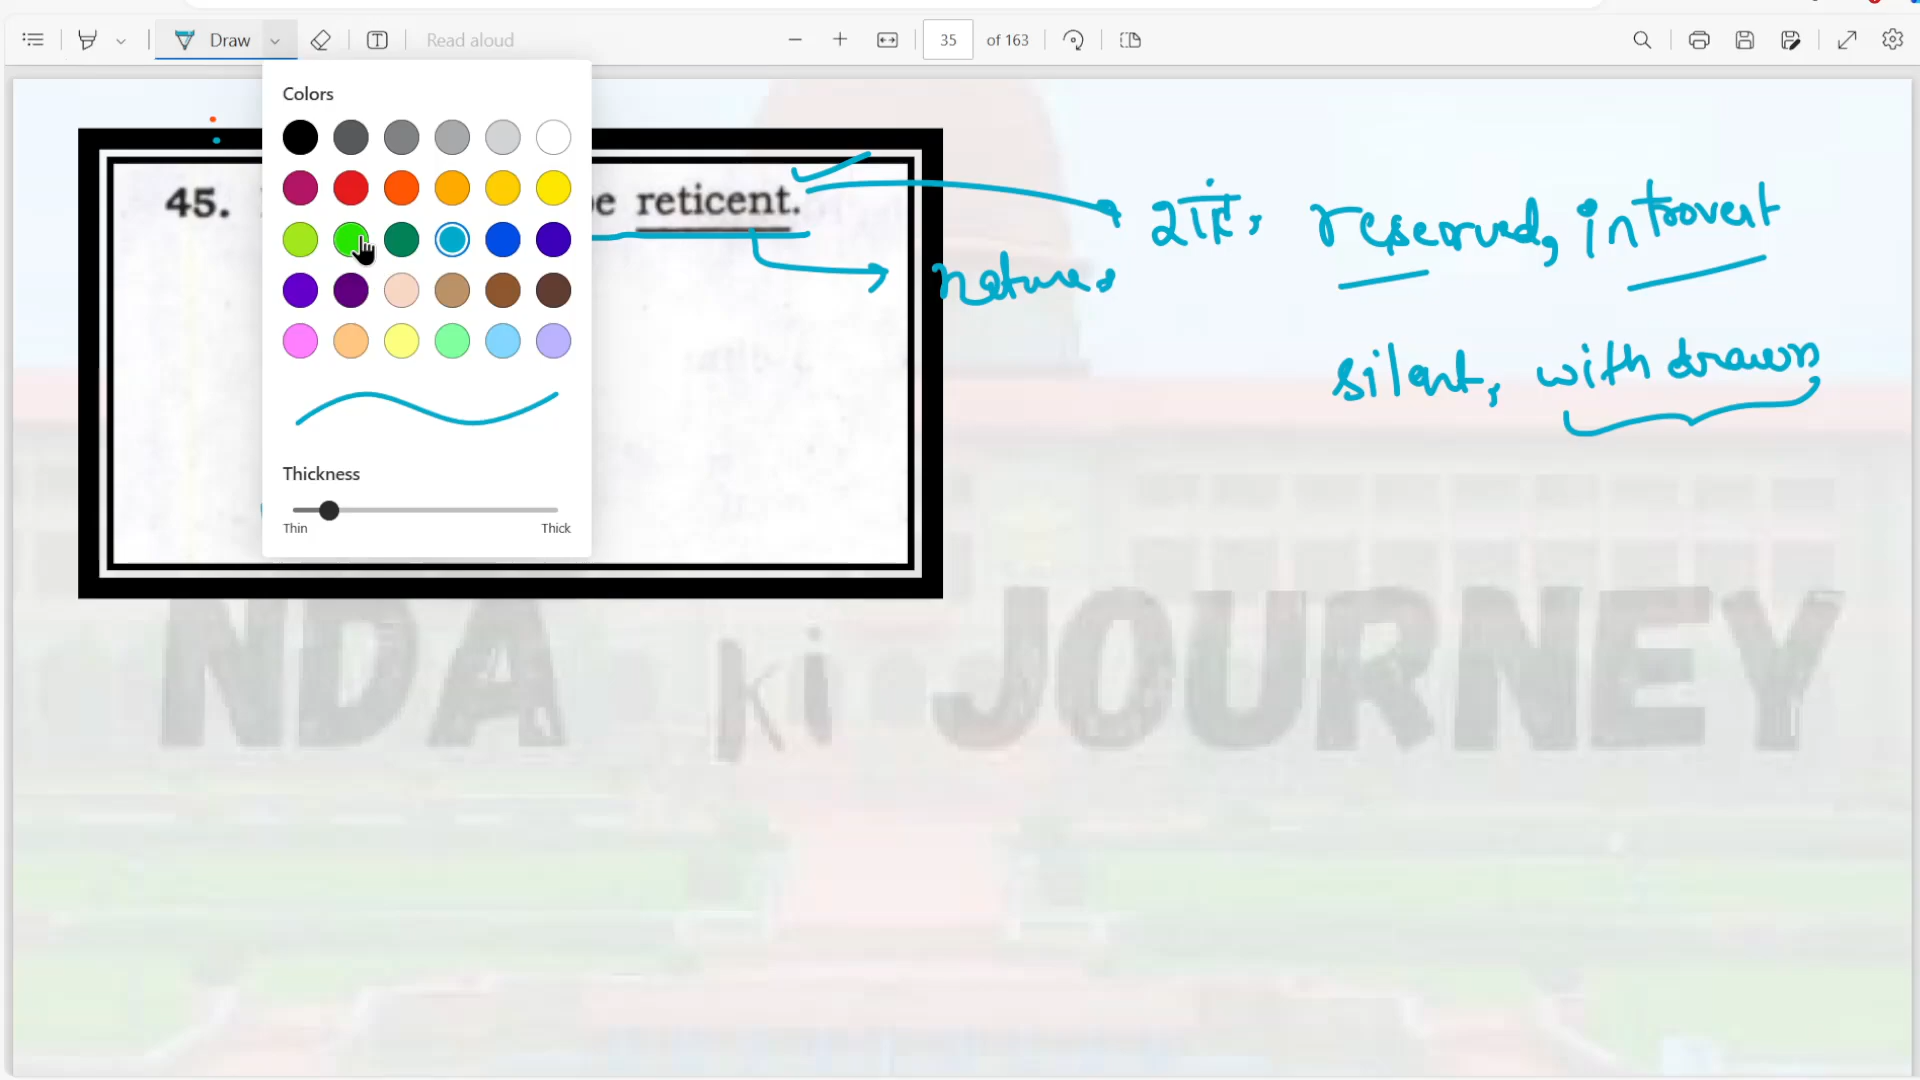 Draw Read aloud 35 of 163
Colors
45. be reticent.
शांत, reserved, introvert
nature,
silent, withdrawn
Thickness
Thin Thick
NDA ki JOURNEY